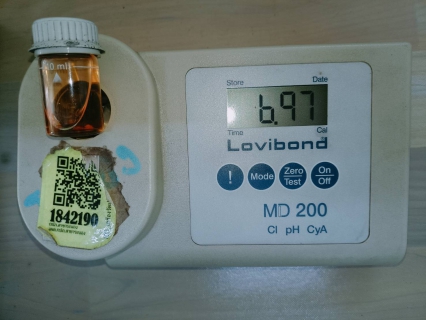 10 ml
Store Date
6.97
Time Cal
Lovibond
! Mode Zero Test On Off
MD 200
Cl pH CyA
1842190